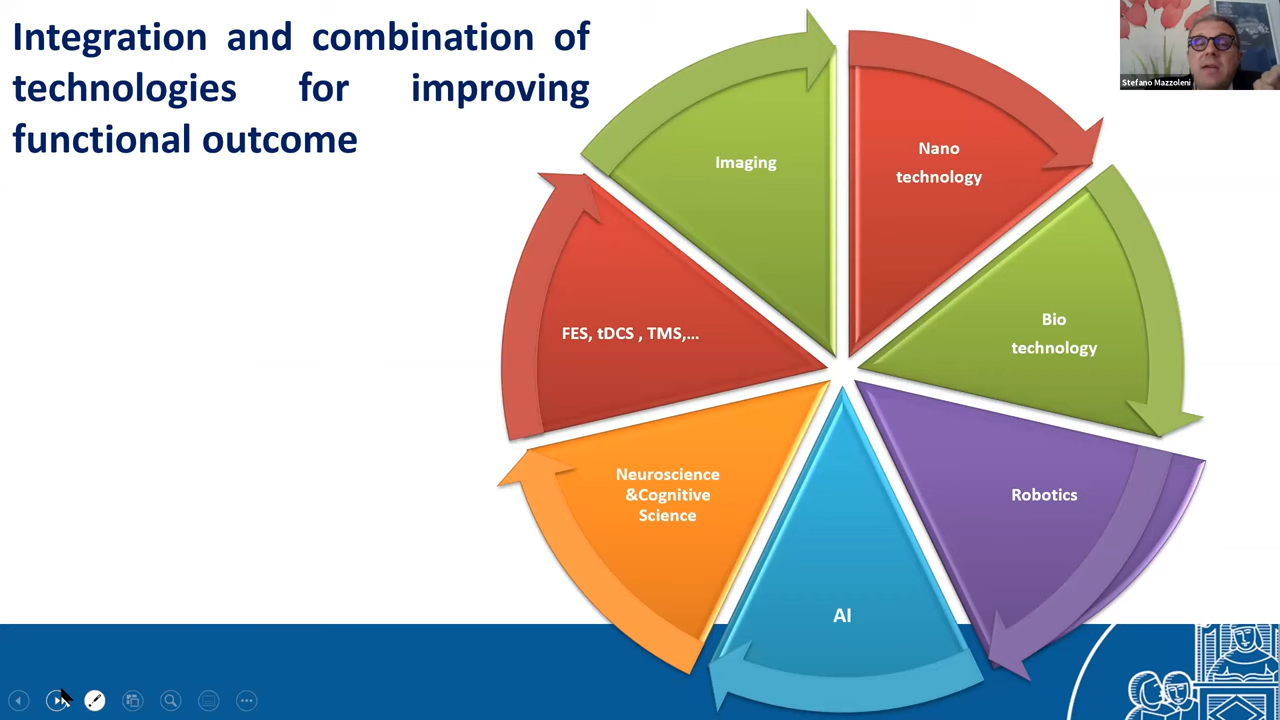 Integration and combination of
technologies for improving
functional outcome
Stefano Mazzoleni
Imaging
Nano
technology
Bio
technology
FES, tDCS , TMS,...
Robotics
Neuroscience
&Cognitive
Science
AI